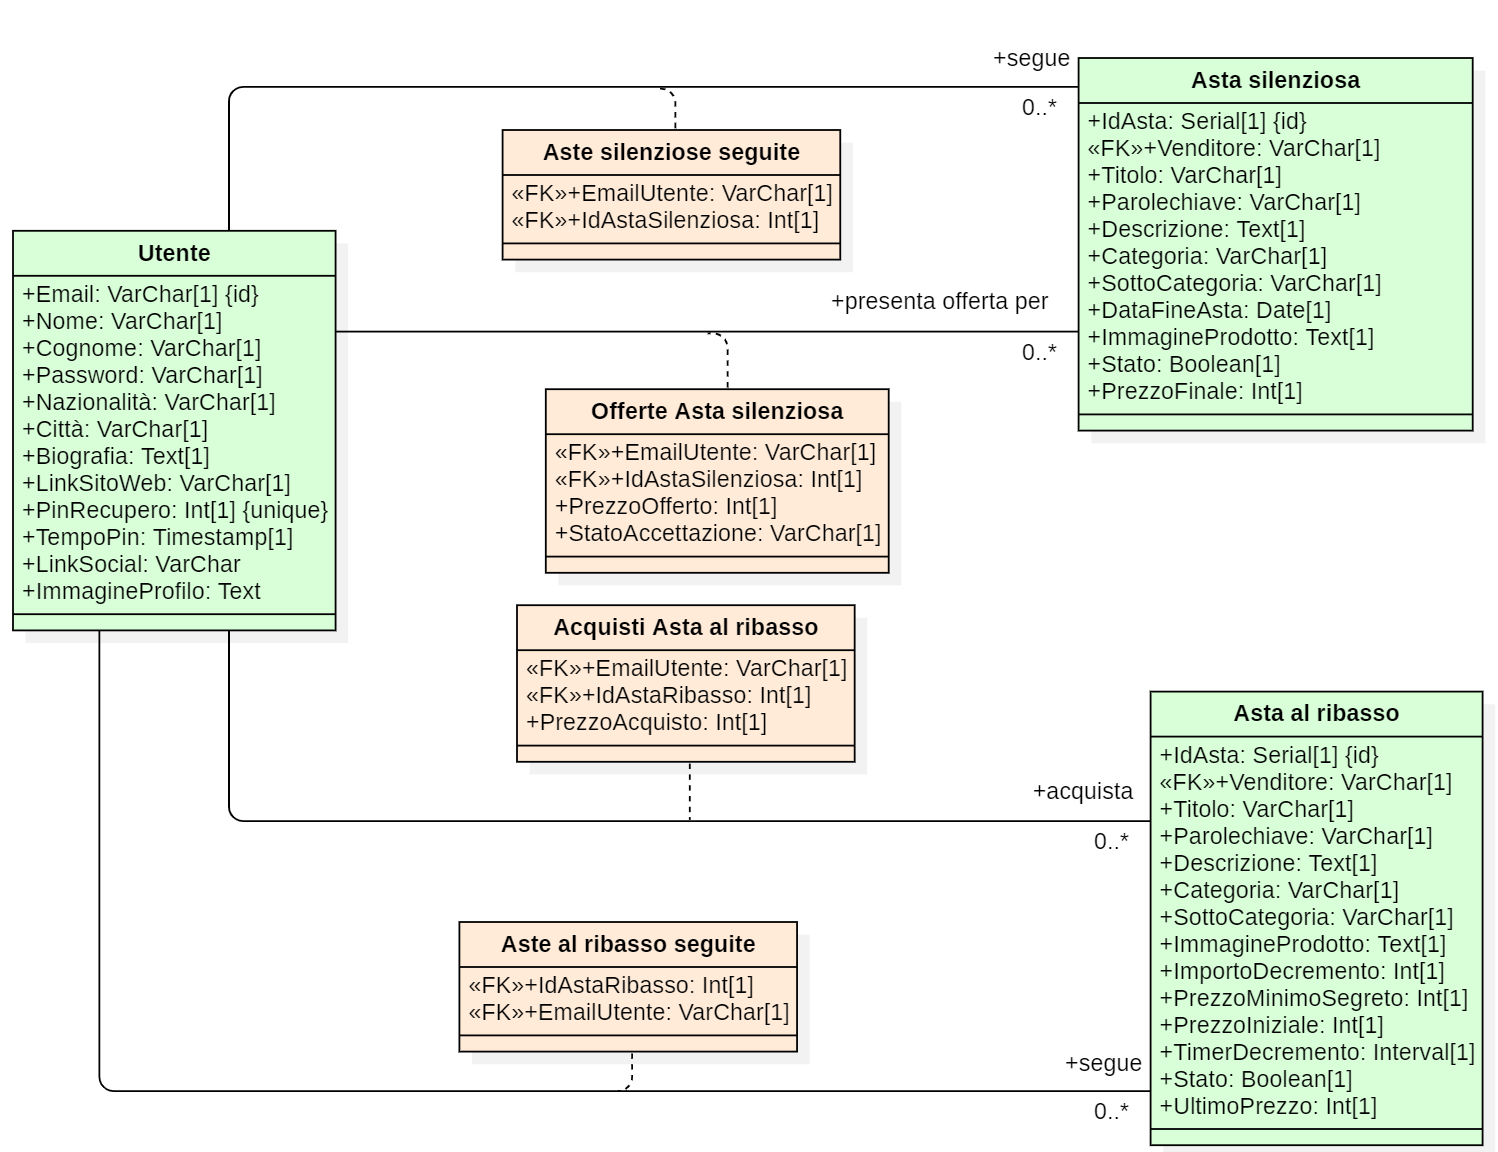 +segue
0..*
Asta silenziosa
+IdAsta: Serial[1] {id}
«FK»+Venditore: VarChar[1]
+Titolo: VarChar[1]
+Parolechiave: VarChar[1]
+Descrizione: Text[1]
+Categoria: VarChar[1]
+SottoCategoria: VarChar[1]
+DataFineAsta: Date[1]
+ImmagineProdotto: Text[1]
+Stato: Boolean[1]
+PrezzoFinale: Int[1]
Aste silenziose seguite
«FK»+EmailUtente: VarChar[1]
«FK»+IdAstaSilenziosa: Int[1]
Utente
+Email: VarChar[1] {id}
+Nome: VarChar[1]
+Cognome: VarChar[1]
+Password: VarChar[1]
+Nazionalità: VarChar[1]
+Città: VarChar[1]
+Biografia: Text[1]
+LinkSitoWeb: VarChar[1]
+PinRecupero: Int[1] {unique}
+TempoPin: Timestamp[1]
+LinkSocial: VarChar
+ImmagineProfilo: Text
+presenta offerta per
0..*
Offerte Asta silenziosa
«FK»+EmailUtente: VarChar[1]
«FK»+IdAstaSilenziosa: Int[1]
+PrezzoOfferto: Int[1]
+StatoAccettazione: VarChar[1]
Acquisti Asta al ribasso
«FK»+EmailUtente: VarChar[1]
«FK»+IdAstaRibasso: Int[1]
+PrezzoAcquisto: Int[1]
+acquista
0..*
Asta al ribasso
+IdAsta: Serial[1] {id}
«FK»+Venditore: VarChar[1]
+Titolo: VarChar[1]
+Parolechiave: VarChar[1]
+Descrizione: Text[1]
+Categoria: VarChar[1]
+SottoCategoria: VarChar[1]
+ImmagineProdotto: Text[1]
+ImportoDecremento: Int[1]
+PrezzoMinimoSegreto: Int[1]
+PrezzoIniziale: Int[1]
+TimerDecremento: Interval[1]
+Stato: Boolean[1]
+UltimoPrezzo: Int[1]
Aste al ribasso seguite
«FK»+IdAstaRibasso: Int[1]
«FK»+EmailUtente: VarChar[1]
+segue
0..*